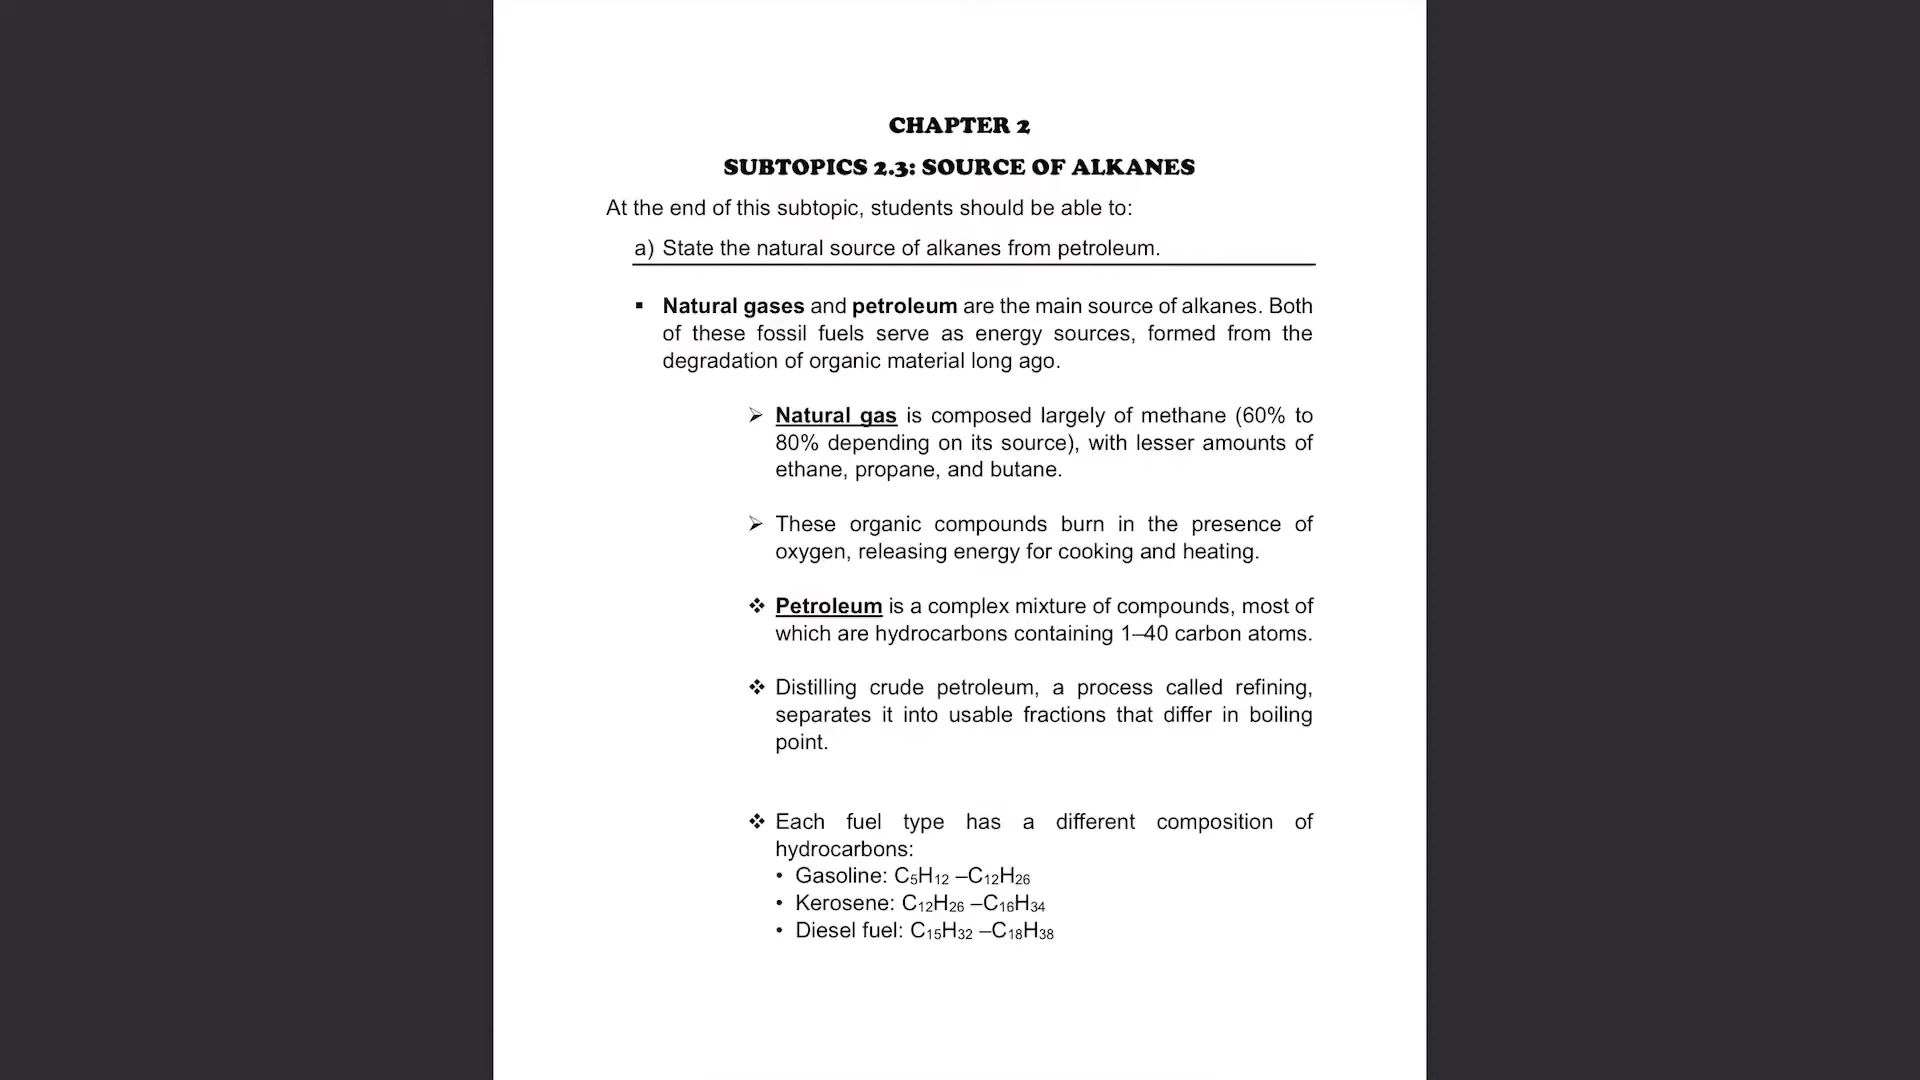 CHAPTER 2
SUBTOPICS 2.3: SOURCE OF ALKANES
At the end of this subtopic, students should be able to:
a) State the natural source of alkanes from petroleum.
▪ Natural gases and petroleum are the main source of alkanes. Both
of these fossil fuels serve as energy sources, formed from the
degradation of organic material long ago.
➢ Natural gas is composed largely of methane (60% to
80% depending on its source), with lesser amounts of
ethane, propane, and butane.
➢ These organic compounds burn in the presence of
oxygen, releasing energy for cooking and heating.
❖ Petroleum is a complex mixture of compounds, most of
which are hydrocarbons containing 1–40 carbon atoms.
❖ Distilling crude petroleum, a process called refining,
separates it into usable fractions that differ in boiling
point.
❖ Each fuel type has a different composition of
hydrocarbons:
• Gasoline: C₅H₁₂ –C₁₂H₂₆
• Kerosene: C₁₂H₂₆ –C₁₆H₃₄
• Diesel fuel: C₁₅H₃₂ –C₁₈H₃₈